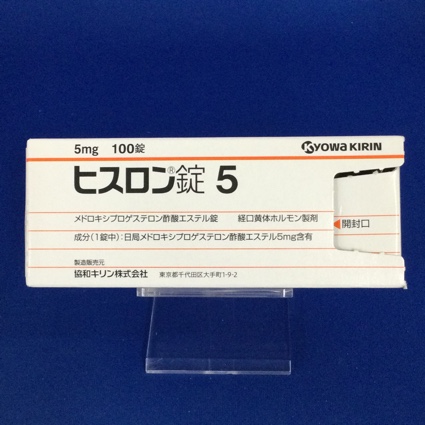 5mg 100錠
KYOWA KIRIN
ヒスロン®錠 5
メドロキシプロゲステロン酢酸エステル錠 経口黄体ホルモン製剤
開封口
成分(1錠中):日局メドロキシプロゲステロン酢酸エステル5mg含有
製造販売元
協和キリン株式会社 東京都千代田区大手町1-9-2